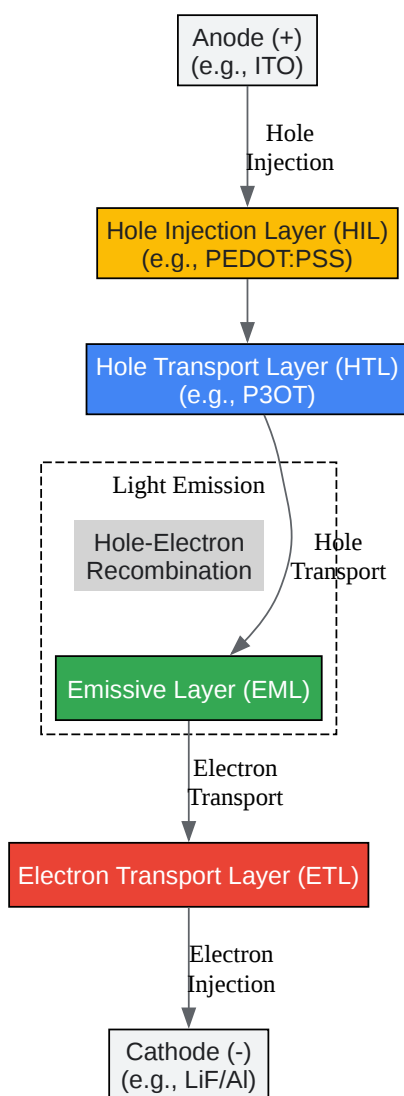 Anode (+)
(e.g., ITO)
Hole
Injection
Hole Injection Layer (HIL)
(e.g., PEDOT:PSS)
Hole Transport Layer (HTL)
(e.g., P3OT)
Light Emission
Hole-Electron
Recombination
Hole
Transport
Emissive Layer (EML)
Electron
Transport
Electron Transport Layer (ETL)
Electron
Injection
Cathode (-)
(e.g., LiF/Al)